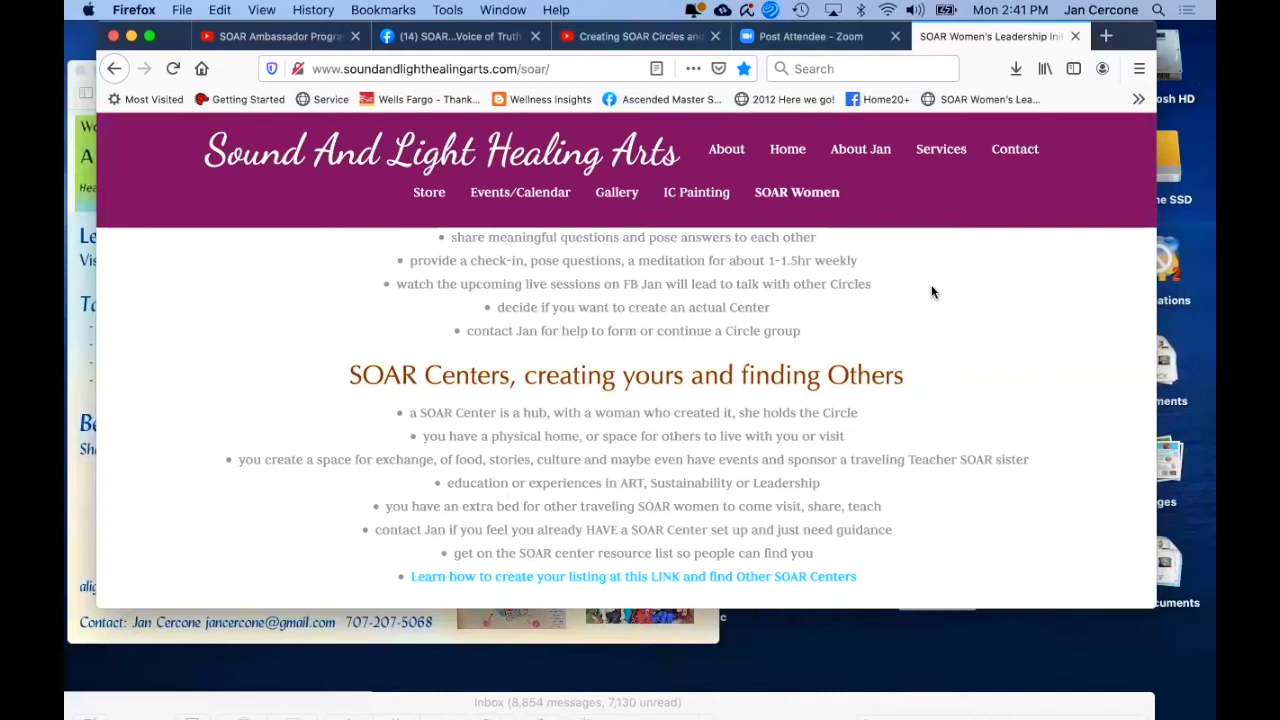 Firefox File Edit View History Bookmarks Tools Window Help Mon 2:41 PM Jan Cercone
SOAR Ambassador Progra (14) SOAR...Voice of Truth Creating SOAR Circles and Post Attendee - Zoom SOAR Women's Leadership Ini
www.soundandlighthealingarts.com/soar/ Search
Most Visited Getting Started Service Wells Fargo - Thank... Wellness Insights Ascended Master S... 2012 Here we go! Home20+ SOAR Women's Lea...
Sound And Light Healing Arts About Home About Jan Services Contact
Store Events/Calendar Gallery IC Painting SOAR Women
• share meaningful questions and pose answers to each other
• provide a check-in, pose questions, a meditation for about 1-1.5hr weekly
• watch the upcoming live sessions on FB Jan will lead to talk with other Circles
• decide if you want to create an actual Center
• contact Jan for help to form or continue a Circle group
SOAR Centers, creating yours and finding Others
• a SOAR Center is a hub, with a woman who created it, she holds the Circle
• you have a physical home, or space for others to live with you or visit
• you create a space for exchange, of food, stories, culture and maybe even have events and sponsor a traveling Teacher SOAR sister
• education or experiences in ART, Sustainability or Leadership
• you have an extra bed for other traveling SOAR women to come visit, share, teach
• contact Jan if you feel you already HAVE a SOAR Center set up and just need guidance
• get on the SOAR center resource list so people can find you
• Learn how to create your listing at this LINK and find Other SOAR Centers
Contact: Jan Cercone jancercone@gmail.com 707-207-5068
Inbox (8,854 messages, 7,130 unread)